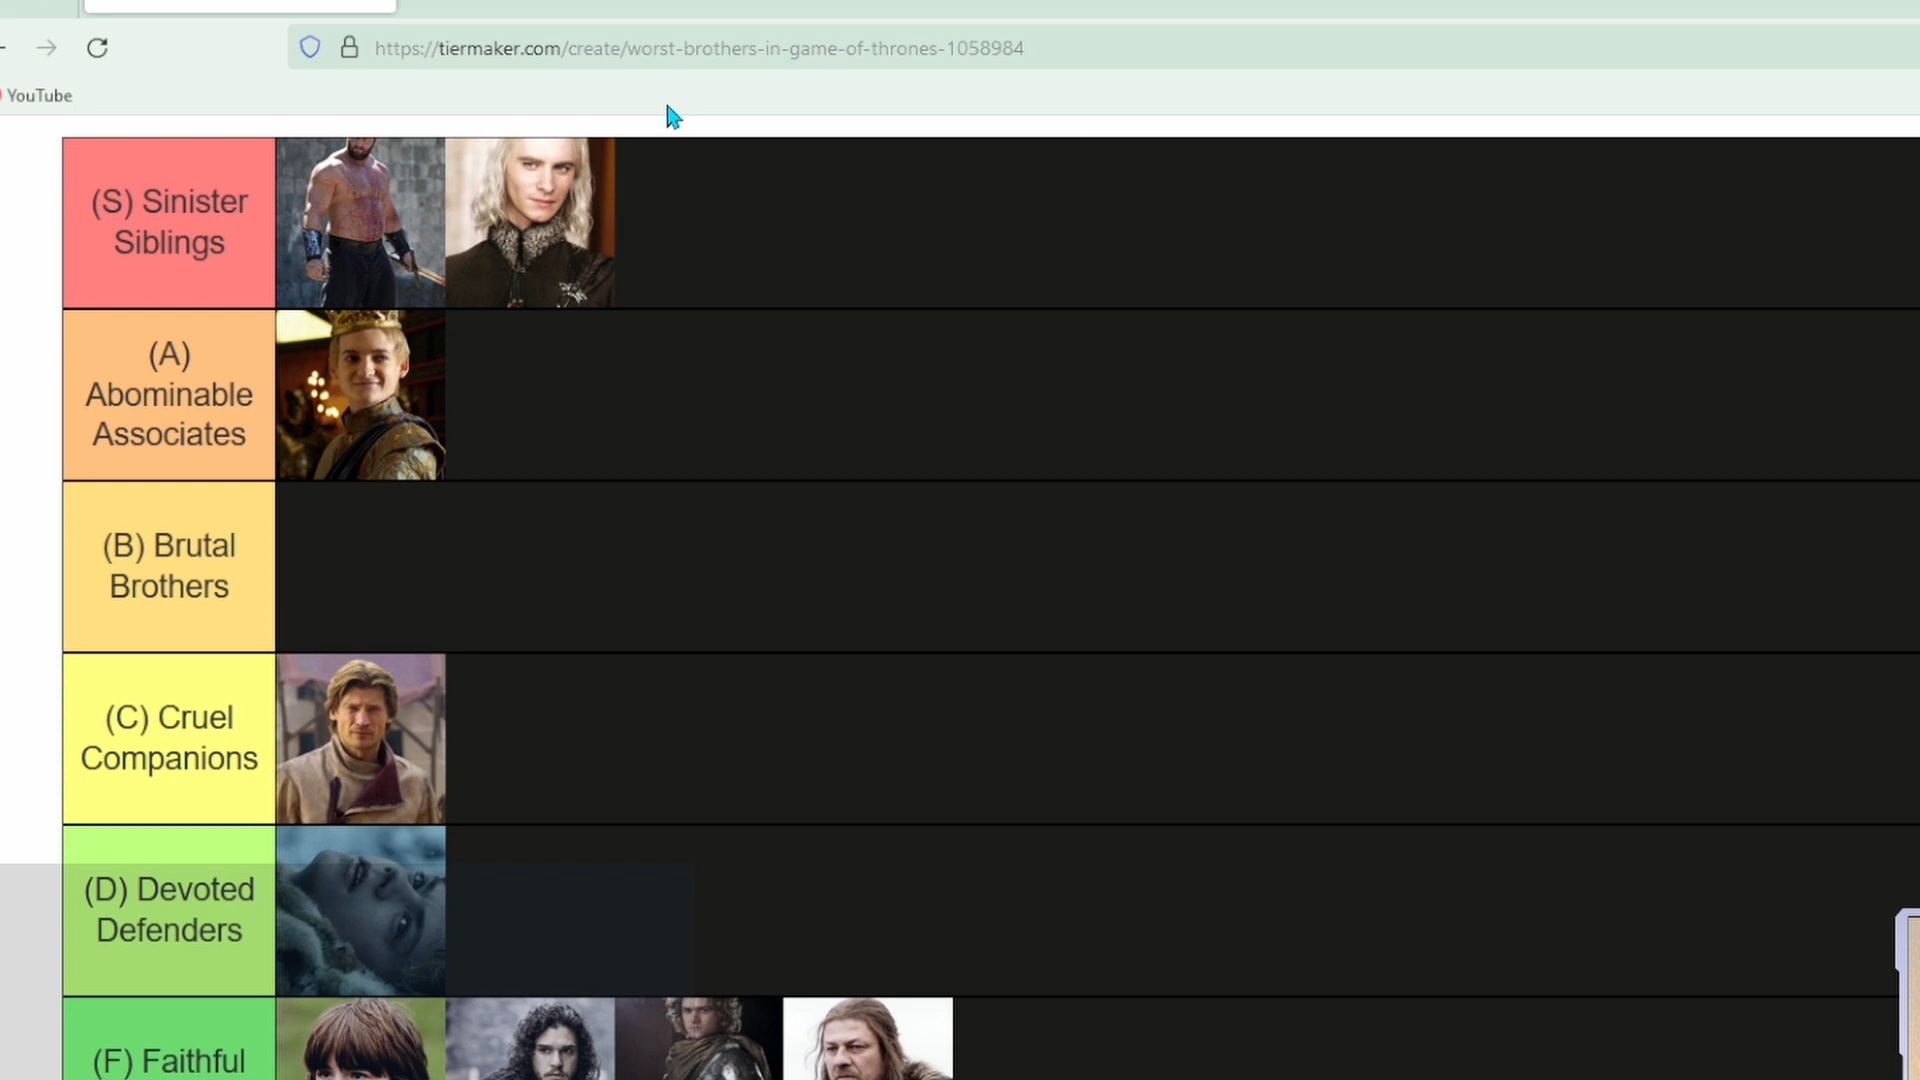 https://tiermaker.com/create/worst-brothers-in-game-of-thrones-1058984
YouTube
(S) Sinister
Siblings
(A)
Abominable
Associates
(B) Brutal
Brothers
(C) Cruel
Companions
(D) Devoted
Defenders
(F) Faithful